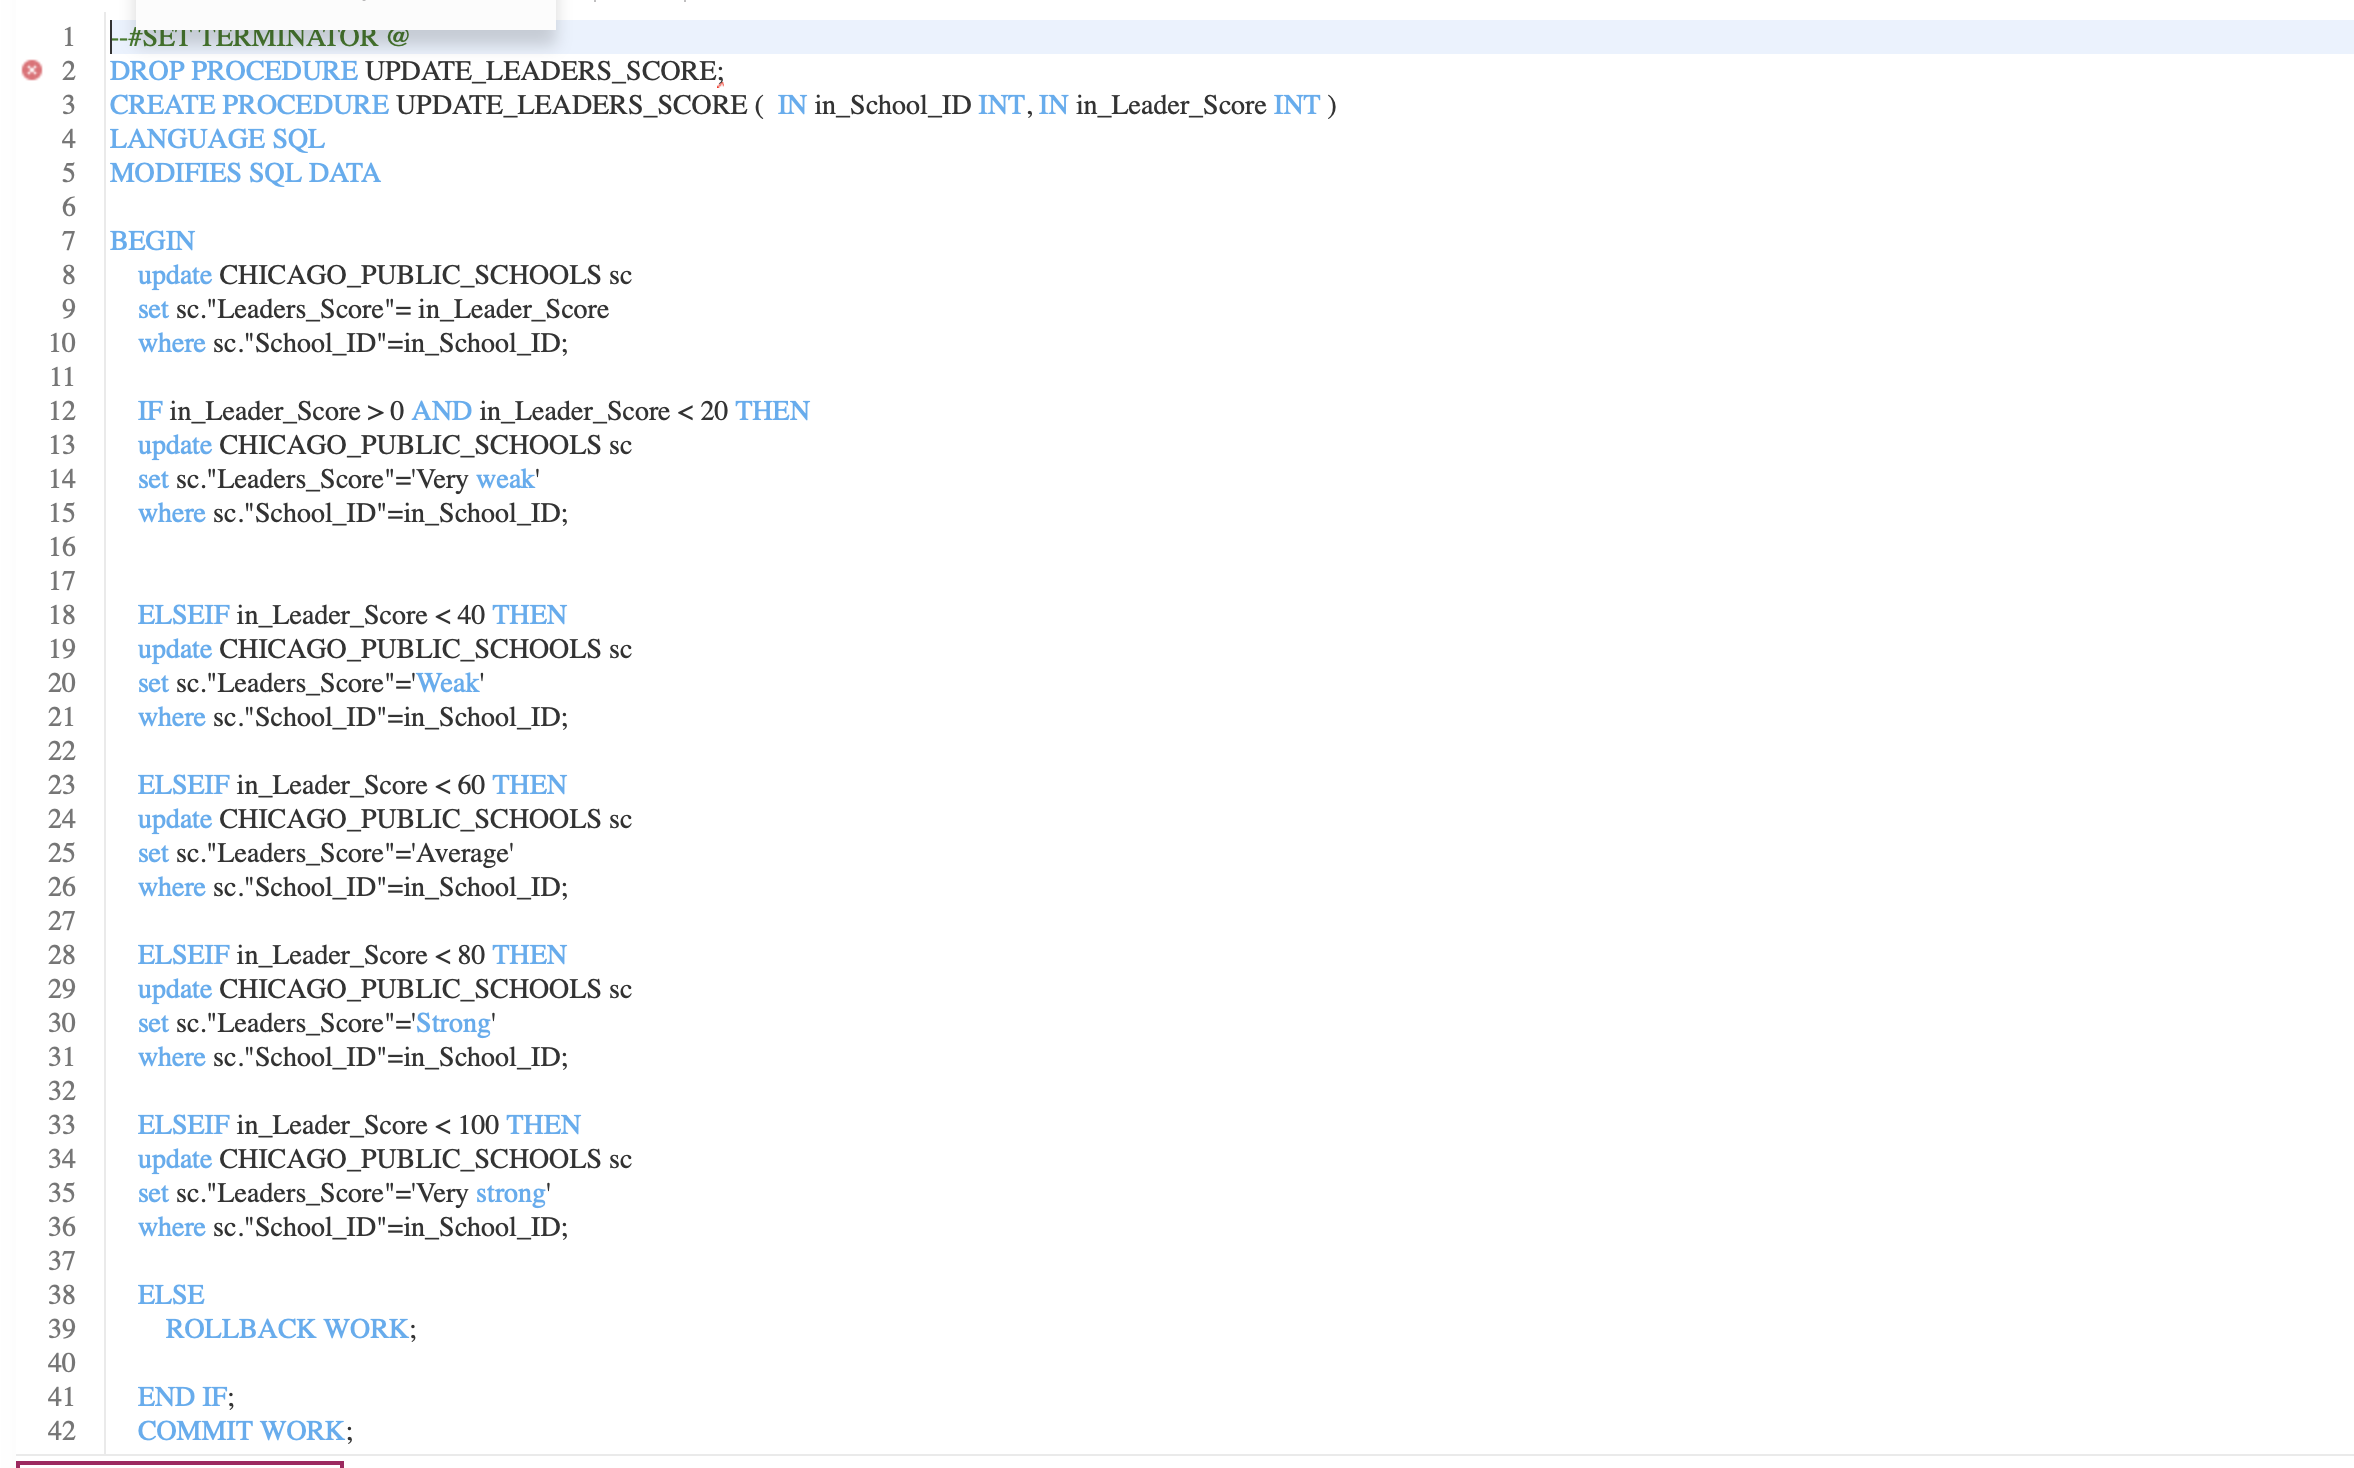 1 --#SET TERMINATOR @
2 DROP PROCEDURE UPDATE_LEADERS_SCORE;
3 CREATE PROCEDURE UPDATE_LEADERS_SCORE (  IN in_School_ID INT, IN in_Leader_Score INT )
4 LANGUAGE SQL
5 MODIFIES SQL DATA
6
7 BEGIN
8     update CHICAGO_PUBLIC_SCHOOLS sc
9     set sc."Leaders_Score"= in_Leader_Score
10     where sc."School_ID"=in_School_ID;
11
12     IF in_Leader_Score > 0 AND in_Leader_Score < 20 THEN
13     update CHICAGO_PUBLIC_SCHOOLS sc
14     set sc."Leaders_Score"='Very weak'
15     where sc."School_ID"=in_School_ID;
16
17
18     ELSEIF in_Leader_Score < 40 THEN
19     update CHICAGO_PUBLIC_SCHOOLS sc
20     set sc."Leaders_Score"='Weak'
21     where sc."School_ID"=in_School_ID;
22
23     ELSEIF in_Leader_Score < 60 THEN
24     update CHICAGO_PUBLIC_SCHOOLS sc
25     set sc."Leaders_Score"='Average'
26     where sc."School_ID"=in_School_ID;
27
28     ELSEIF in_Leader_Score < 80 THEN
29     update CHICAGO_PUBLIC_SCHOOLS sc
30     set sc."Leaders_Score"='Strong'
31     where sc."School_ID"=in_School_ID;
32
33     ELSEIF in_Leader_Score < 100 THEN
34     update CHICAGO_PUBLIC_SCHOOLS sc
35     set sc."Leaders_Score"='Very strong'
36     where sc."School_ID"=in_School_ID;
37
38     ELSE
39         ROLLBACK WORK;
40
41     END IF;
42     COMMIT WORK;